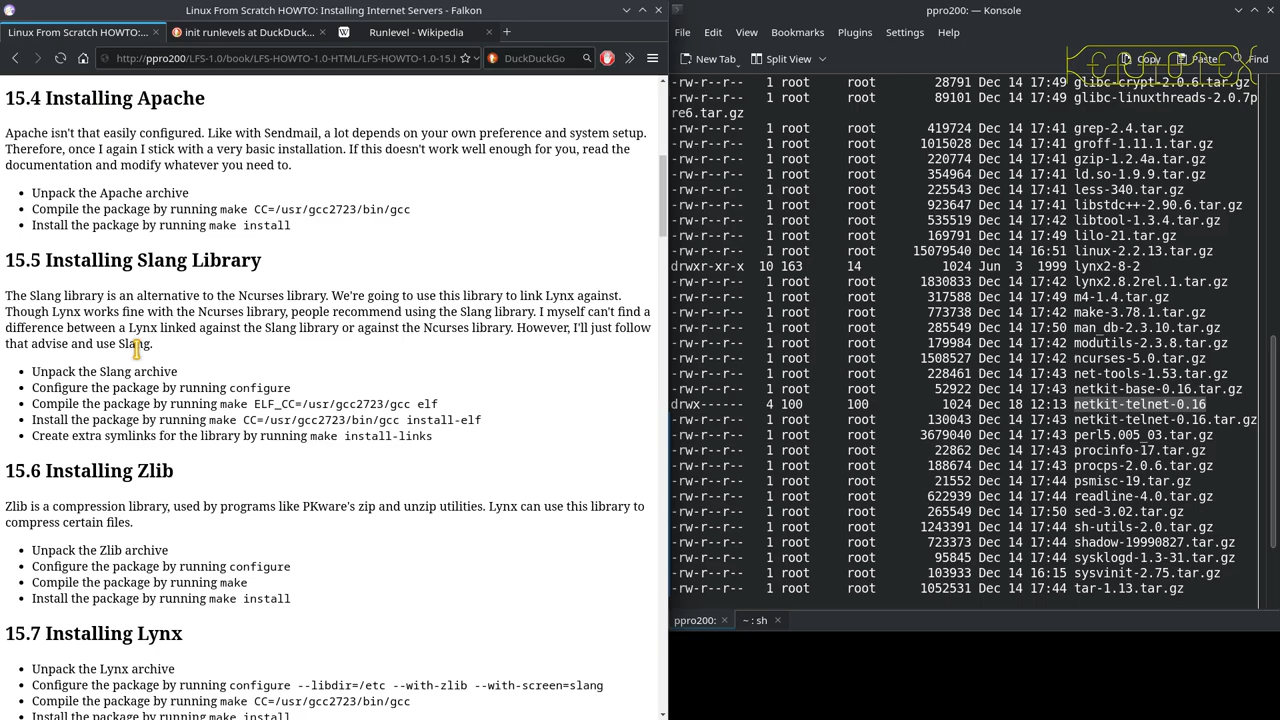 Linux From Scratch HOWTO: Installing Internet Servers - Falkon
Linux From Scratch HOWTO:...
init runlevels at DuckDuck...
Runlevel - Wikipedia
http://ppro200/LFS-1.0/book/LFS-HOWTO-1.0-HTML/LFS-HOWTO-1.0-15.l
DuckDuckGo
15.4 Installing Apache
Apache isn't that easily configured. Like with Sendmail, a lot depends on your own preference and system setup.
Therefore, once I again I stick with a very basic installation. If this doesn't work well enough for you, read the
documentation and modify whatever you need to.
Unpack the Apache archive
Compile the package by running make CC=/usr/gcc2723/bin/gcc
Install the package by running make install
15.5 Installing Slang Library
The Slang library is an alternative to the Ncurses library. We're going to use this library to link Lynx against.
Though Lynx works fine with the Ncurses library, people recommend using the Slang library. I myself can't find a
difference between a Lynx linked against the Slang library or against the Ncurses library. However, I'll just follow
that advise and use Slang.
Unpack the Slang archive
Configure the package by running configure
Compile the package by running make ELF_CC=/usr/gcc2723/gcc elf
Install the package by running make CC=/usr/gcc2723/bin/gcc install-elf
Create extra symlinks for the library by running make install-links
15.6 Installing Zlib
Zlib is a compression library, used by programs like PKware's zip and unzip utilities. Lynx can use this library to
compress certain files.
Unpack the Zlib archive
Configure the package by running configure
Compile the package by running make
Install the package by running make install
15.7 Installing Lynx
Unpack the Lynx archive
Configure the package by running configure --libdir=/etc --with-zlib --with-screen=slang
Compile the package by running make CC=/usr/gcc2723/bin/gcc
Install the package by running make install
ppro200: — Konsole
File Edit View Bookmarks Plugins Settings Help
New Tab Split View Copy Paste Find
-rw-r--r-- 1 root root 28791 Dec 14 17:49 glibc-crypt-2.0.6.tar.gz
-rw-r--r-- 1 root root 89101 Dec 14 17:49 glibc-linuxthreads-2.0.7p
re6.tar.gz
-rw-r--r-- 1 root root 419724 Dec 14 17:41 grep-2.4.tar.gz
-rw-r--r-- 1 root root 1015028 Dec 14 17:42 groff-1.11.1.tar.gz
-rw-r--r-- 1 root root 220774 Dec 14 17:41 gzip-1.2.4a.tar.gz
-rw-r--r-- 1 root root 354964 Dec 14 17:41 ld.so-1.9.9.tar.gz
-rw-r--r-- 1 root root 225543 Dec 14 17:41 less-340.tar.gz
-rw-r--r-- 1 root root 923647 Dec 14 17:41 libstdc++-2.90.6.tar.gz
-rw-r--r-- 1 root root 535519 Dec 14 17:42 libtool-1.3.4.tar.gz
-rw-r--r-- 1 root root 169791 Dec 14 17:49 lilo-21.tar.gz
-rw-r--r-- 1 root root 15079540 Dec 14 16:51 linux-2.2.13.tar.gz
drwxr-xr-x 10 163 14 1024 Jun 3 1999 lynx2-8-2
-rw-r--r-- 1 root root 1830833 Dec 14 17:42 lynx2.8.2rel.1.tar.gz
-rw-r--r-- 1 root root 317588 Dec 14 17:42 m4-1.4.tar.gz
-rw-r--r-- 1 root root 773738 Dec 14 17:42 make-3.78.1.tar.gz
-rw-r--r-- 1 root root 285549 Dec 14 17:50 man_db-2.3.10.tar.gz
-rw-r--r-- 1 root root 179984 Dec 14 17:42 modutils-2.3.8.tar.gz
-rw-r--r-- 1 root root 1508527 Dec 14 17:42 ncurses-5.0.tar.gz
-rw-r--r-- 1 root root 228461 Dec 14 17:43 net-tools-1.53.tar.gz
-rw-r--r-- 1 root root 52922 Dec 14 17:43 netkit-base-0.16.tar.gz
drwx------ 4 100 100 1024 Dec 18 12:13 netkit-telnet-0.16
-rw-r--r-- 1 root root 130043 Dec 14 17:43 netkit-telnet-0.16.tar.gz
-rw-r--r-- 1 root root 3679040 Dec 14 17:43 perl5.005_03.tar.gz
-rw-r--r-- 1 root root 22862 Dec 14 17:43 procinfo-17.tar.gz
-rw-r--r-- 1 root root 188674 Dec 14 17:43 procps-2.0.6.tar.gz
-rw-r--r-- 1 root root 21552 Dec 14 17:44 psmisc-19.tar.gz
-rw-r--r-- 1 root root 622939 Dec 14 17:44 readline-4.0.tar.gz
-rw-r--r-- 1 root root 265549 Dec 14 17:50 sed-3.02.tar.gz
-rw-r--r-- 1 root root 1243391 Dec 14 17:44 sh-utils-2.0.tar.gz
-rw-r--r-- 1 root root 723373 Dec 14 17:44 shadow-19990827.tar.gz
-rw-r--r-- 1 root root 95845 Dec 14 17:44 sysklogd-1.3-31.tar.gz
-rw-r--r-- 1 root root 103933 Dec 14 16:15 sysvinit-2.75.tar.gz
-rw-r--r-- 1 root root 1052531 Dec 14 17:44 tar-1.13.tar.gz
ppro200:
~ : sh